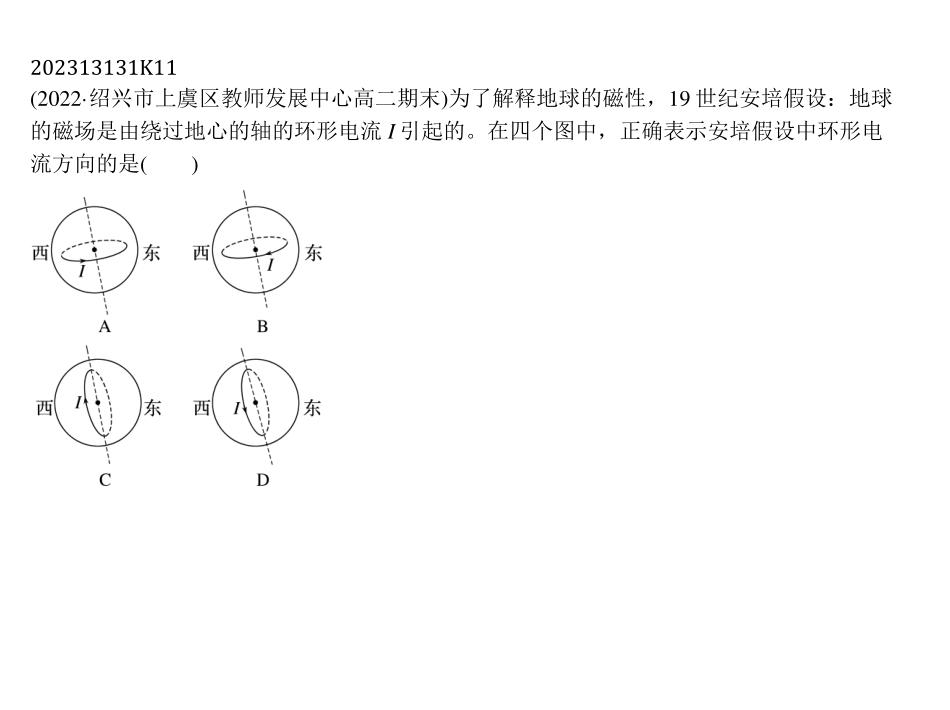 202313131K11
(2022·绍兴市上虞区教师发展中心高二期末)为了解释地球的磁性，19 世纪安培假设：地球
的磁场是由绕过地心的轴的环形电流 I 引起的。在四个图中，正确表示安培假设中环形电
流方向的是(　　)
西 I 东 西 I 东
A B
西 I 东 西 I 东
C D